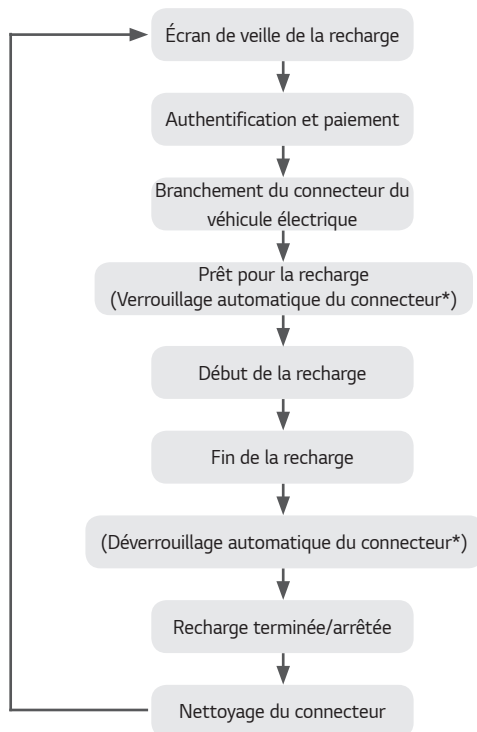 Écran de veille de la recharge
Authentification et paiement
Branchement du connecteur du
véhicule électrique
Prêt pour la recharge
(Verrouillage automatique du connecteur*)
Début de la recharge
Fin de la recharge
(Déverrouillage automatique du connecteur*)
Recharge terminée/arrêtée
Nettoyage du connecteur